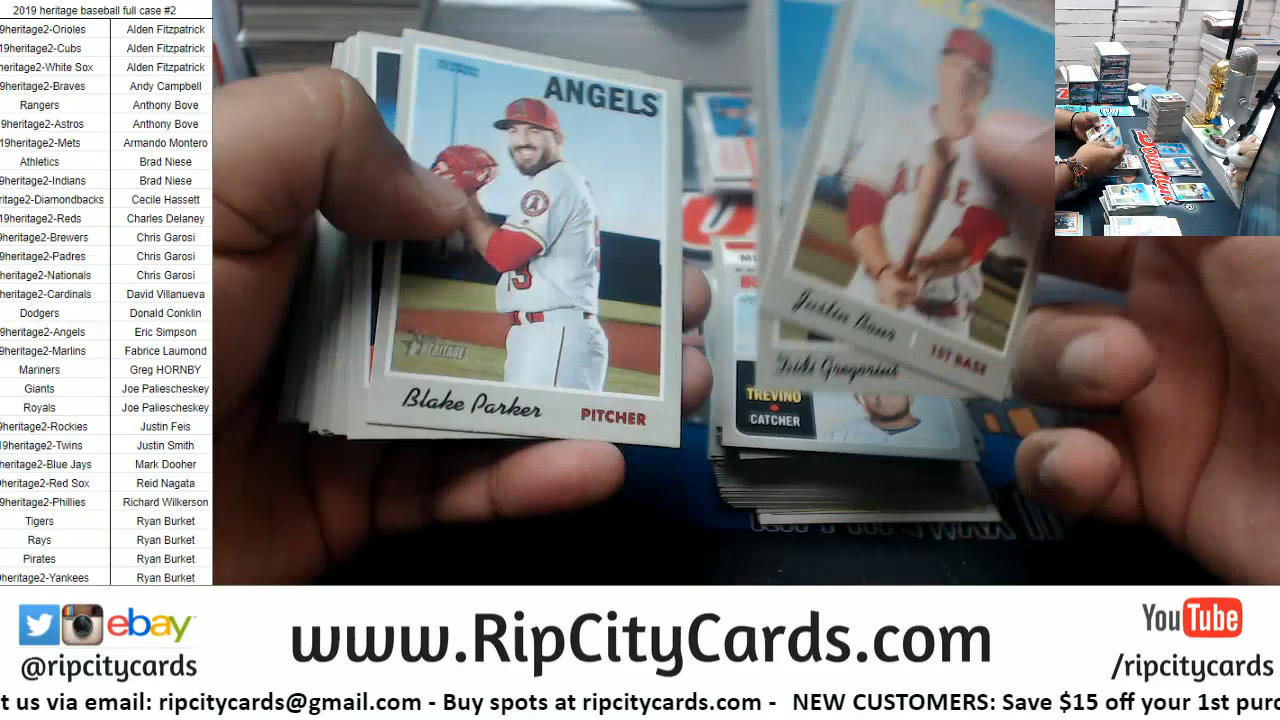 2019 heritage baseball full case #2
9heritage2-Orioles Alden Fitzpatrick
19heritage2-Cubs Alden Fitzpatrick
heritage2-White Sox Alden Fitzpatrick
9heritage2-Braves Andy Campbell
Rangers Anthony Bove
9heritage2-Astros Anthony Bove
19heritage2-Mets Armando Montero
Athletics Brad Niese
9heritage2-Indians Brad Niese
ritage2-Diamondbacks Cecile Hassett
19heritage2-Reds Charles Delaney
9heritage2-Brewers Chris Garosi
9heritage2-Padres Chris Garosi
heritage2-Nationals Chris Garosi
heritage2-Cardinals David Villanueva
Dodgers Donald Conklin
9heritage2-Angels Eric Simpson
9heritage2-Marlins Fabrice Laumond
Mariners Greg HORNBY
Giants Joe Paliescheskey
Royals Joe Paliescheskey
9heritage2-Rockies Justin Feis
19heritage2-Twins Justin Smith
heritage2-Blue Jays Mark Dooher
heritage2-Red Sox Reid Nagata
9heritage2-Phillies Richard Wilkerson
Tigers Ryan Burket
Rays Ryan Burket
Pirates Ryan Burket
9heritage2-Yankees Ryan Burket
ANGELS
HERITAGE
Blake Parker PITCHER
Justin Bour 1ST BASE
Didi Gregorius
TREVINO
CATCHER
ebay
@ripcitycards
www.RipCityCards.com
YouTube
/ripcitycards
t us via email: ripcitycards@gmail.com - Buy spots at ripcitycards.com - NEW CUSTOMERS: Save $15 off your 1st purc